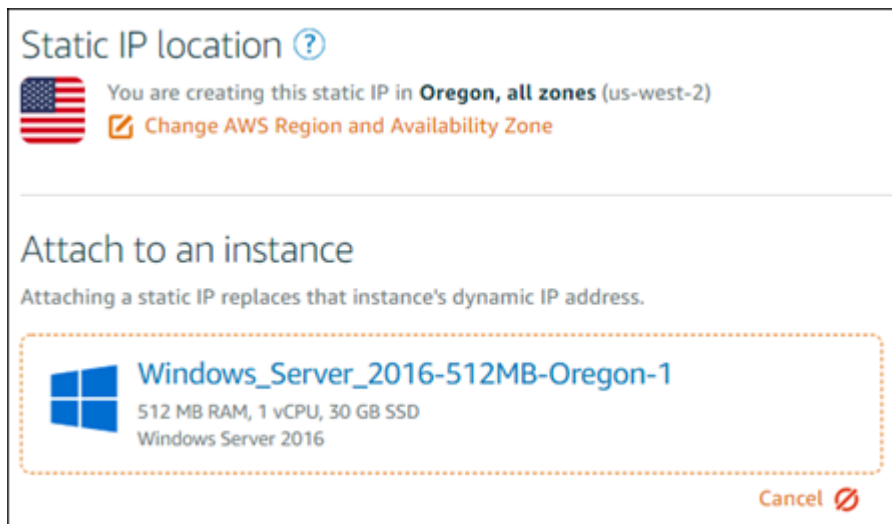 Static IP location ?
You are creating this static IP in Oregon, all zones (us-west-2)
Change AWS Region and Availability Zone
Attach to an instance
Attaching a static IP replaces that instance's dynamic IP address.
Windows_Server_2016-512MB-Oregon-1
512 MB RAM, 1 vCPU, 30 GB SSD
Windows Server 2016
Cancel